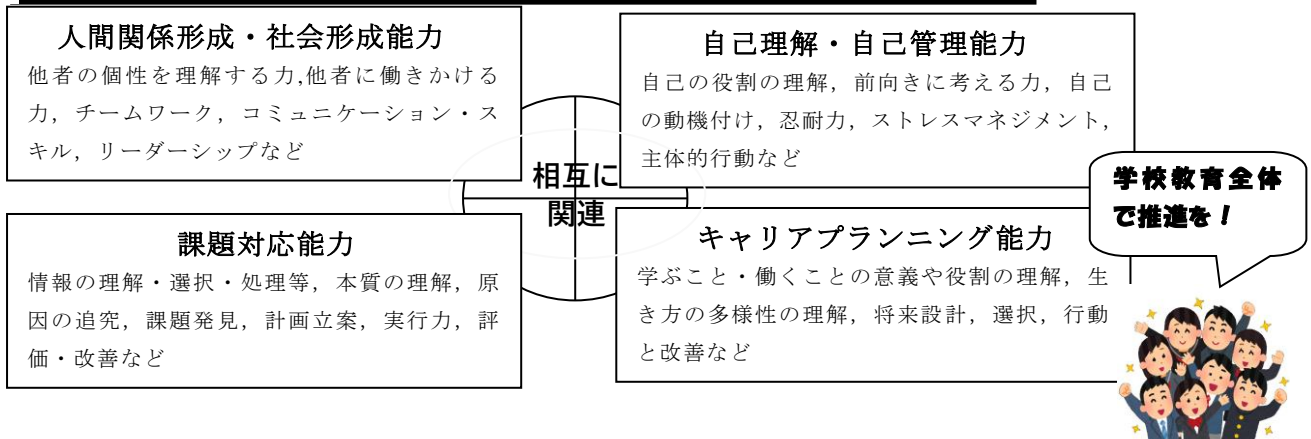 人間関係形成・社会形成能力
他者の個性を理解する力,他者に働きかける
力，チームワーク，コミュニケーション・ス
キル，リーダーシップなど
自己理解・自己管理能力
自己の役割の理解，前向きに考える力，自己
の動機付け，忍耐力，ストレスマネジメント，
主体的行動など
相互に
関連
学校教育全体
で推進を！
課題対応能力
情報の理解・選択・処理等，本質の理解，原
因の追究，課題発見，計画立案，実行力，評
価・改善など
キャリアプランニング能力
学ぶこと・働くことの意義や役割の理解，生
き方の多様性の理解，将来設計，選択，行動
と改善など